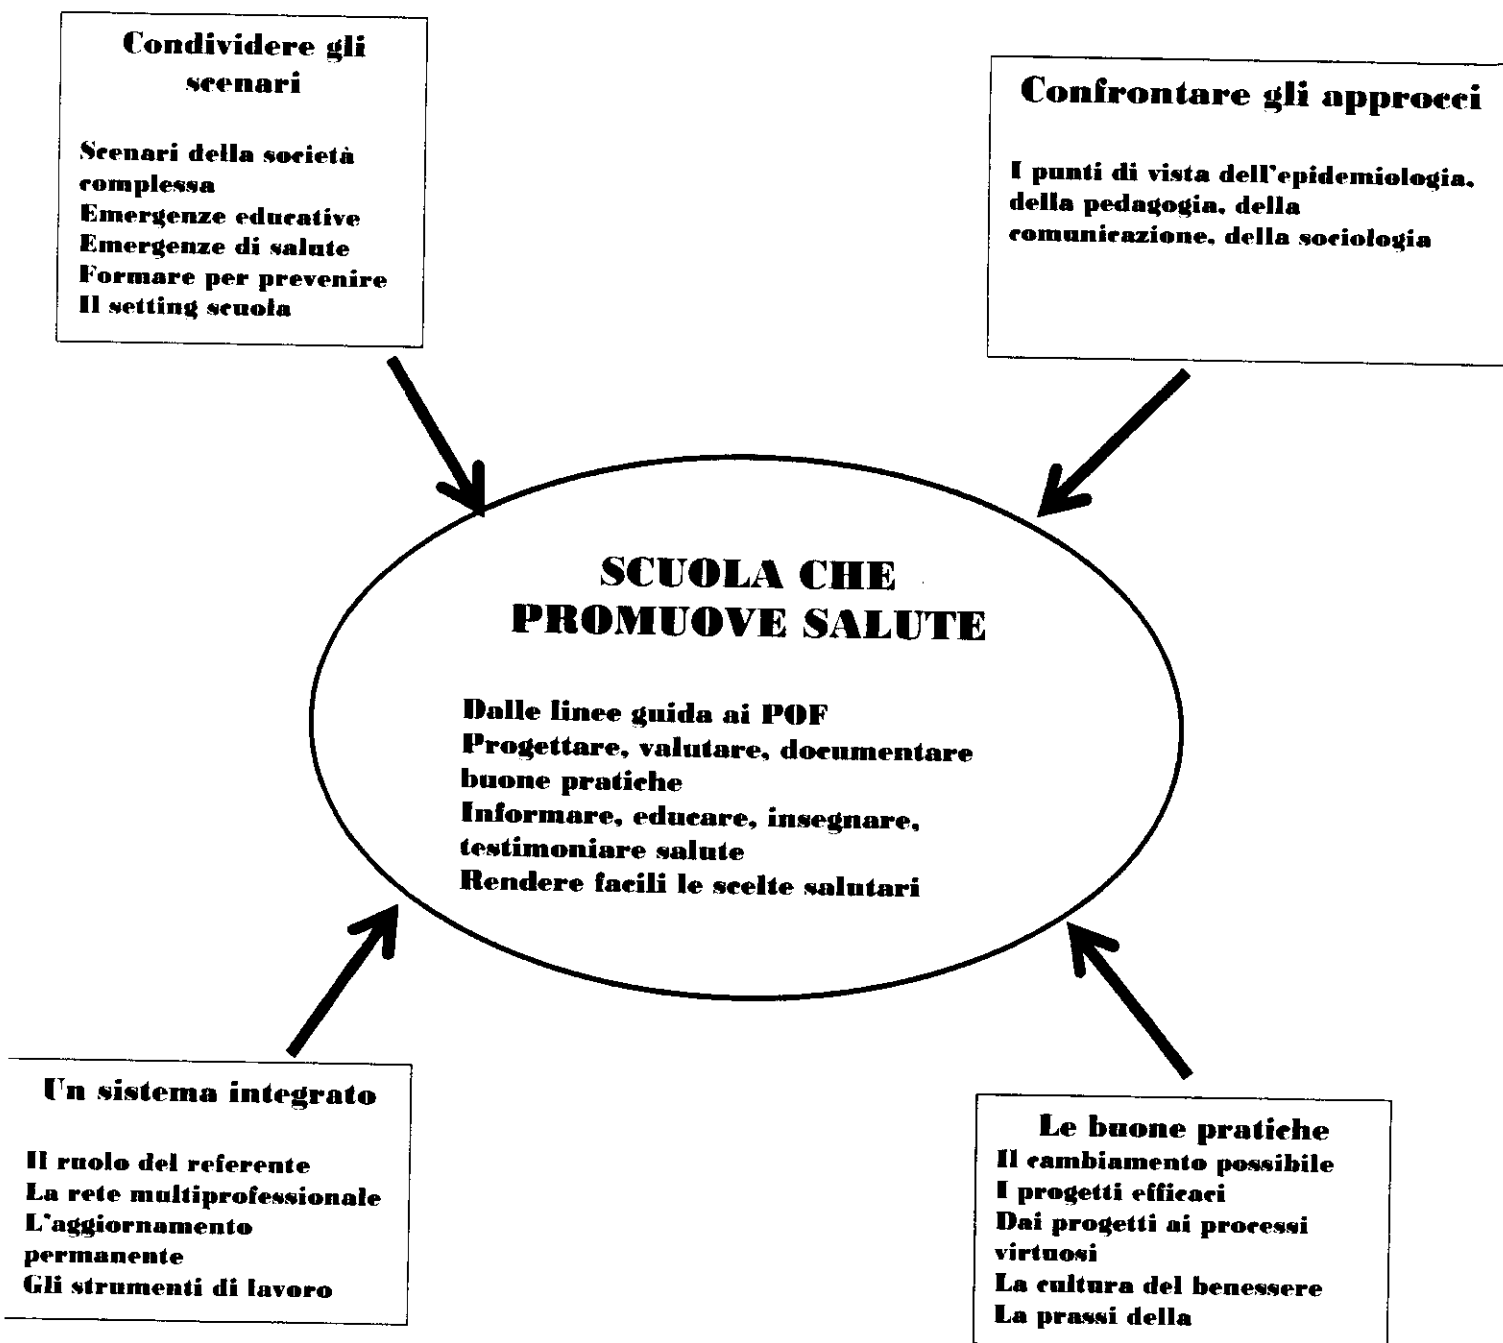 Condividere gli
scenari
Scenari della società
complessa
Emergenze educative
Emergenze di salute
Formare per prevenire
Il setting scuola
Confrontare gli approcci
I punti di vista dell'epidemiologia,
della pedagogia, della
comunicazione, della sociologia
SCUOLA CHE
PROMUOVE SALUTE
Dalle linee guida ai POF
Progettare, valutare, documentare
buone pratiche
Informare, educare, insegnare,
testimoniare salute
Rendere facili le scelte salutari
Un sistema integrato
Il ruolo del referente
La rete multiprofessionale
L'aggiornamento
permanente
Gli strumenti di lavoro
Le buone pratiche
Il cambiamento possibile
I progetti efficaci
Dai progetti ai processi
virtuosi
La cultura del benessere
La prassi della